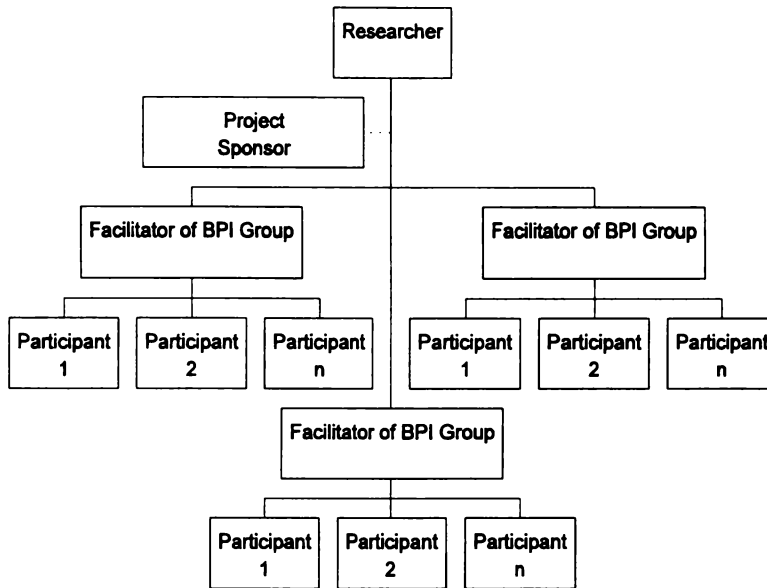 Researcher
Project
Sponsor
Facilitator of BPI Group
Facilitator of BPI Group
Participant
1
Participant
2
Participant
n
Participant
1
Participant
2
Participant
n
Facilitator of BPI Group
Participant
1
Participant
2
Participant
n